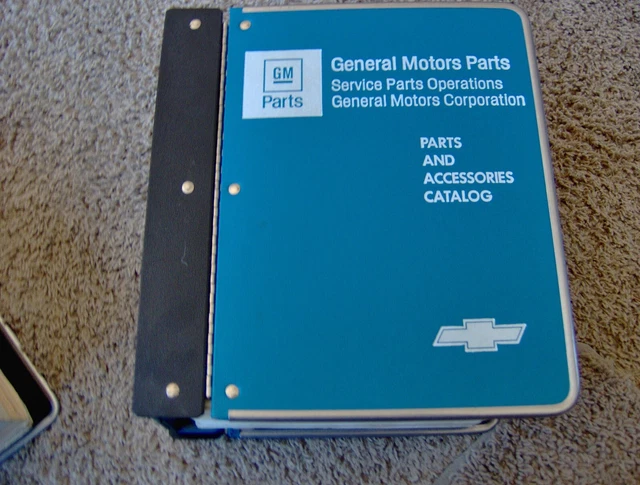 GM
Parts
General Motors Parts
Service Parts Operations
General Motors Corporation
PARTS
AND
ACCESSORIES
CATALOG